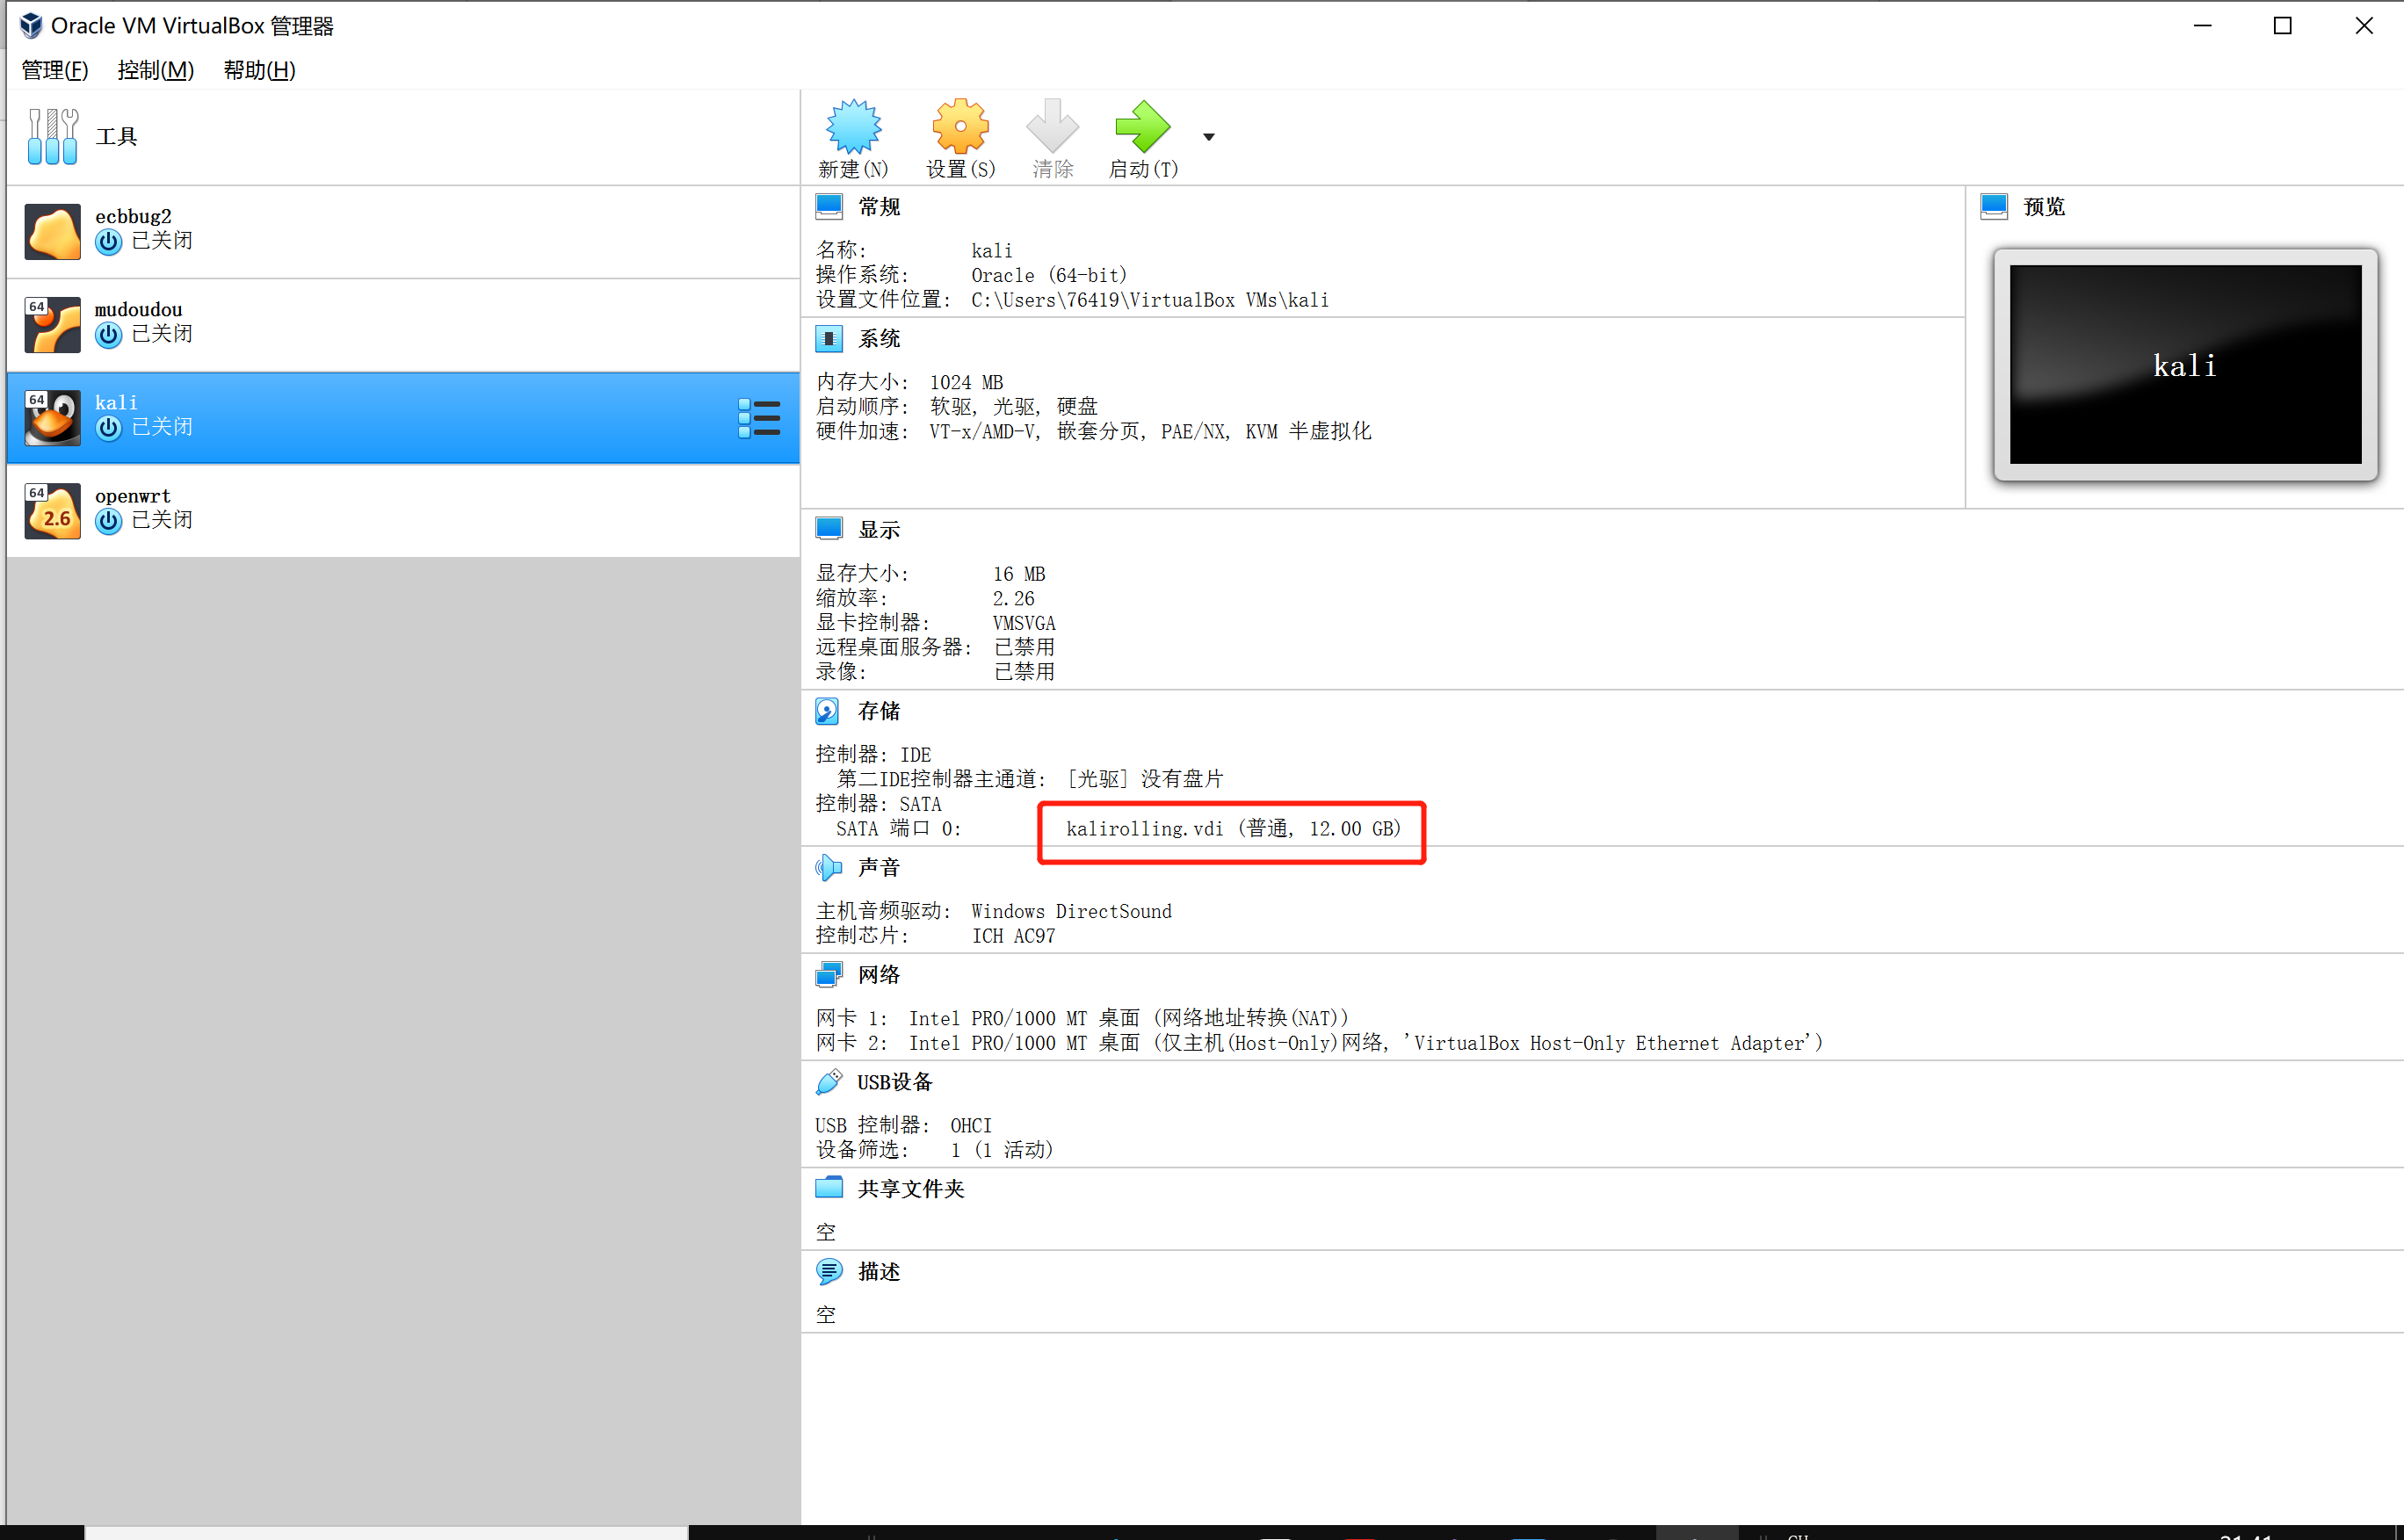 Oracle VM VirtualBox 管理器
管理(F) 控制(M) 帮助(H)
工具
新建(N) 设置(S) 清除 启动(T)
ecbbug2
已关闭
64
mudoudou
已关闭
64
kali
已关闭
64
2.6
openwrt
已关闭
常规
名称: kali
操作系统: Oracle (64-bit)
设置文件位置: C:\Users\76419\VirtualBox VMs\kali
预览
kali
系统
内存大小: 1024 MB
启动顺序: 软驱, 光驱, 硬盘
硬件加速: VT-x/AMD-V, 嵌套分页, PAE/NX, KVM 半虚拟化
显示
显存大小: 16 MB
缩放率: 2.26
显卡控制器: VMSVGA
远程桌面服务器: 已禁用
录像: 已禁用
存储
控制器: IDE
第二IDE控制器主通道: [光驱] 没有盘片
控制器: SATA
SATA 端口 0: kalirolling.vdi (普通, 12.00 GB)
声音
主机音频驱动: Windows DirectSound
控制芯片: ICH AC97
网络
网卡 1: Intel PRO/1000 MT 桌面 (网络地址转换(NAT))
网卡 2: Intel PRO/1000 MT 桌面 (仅主机(Host-Only)网络, 'VirtualBox Host-Only Ethernet Adapter')
USB设备
USB 控制器: OHCI
设备筛选: 1 (1 活动)
共享文件夹
空
描述
空